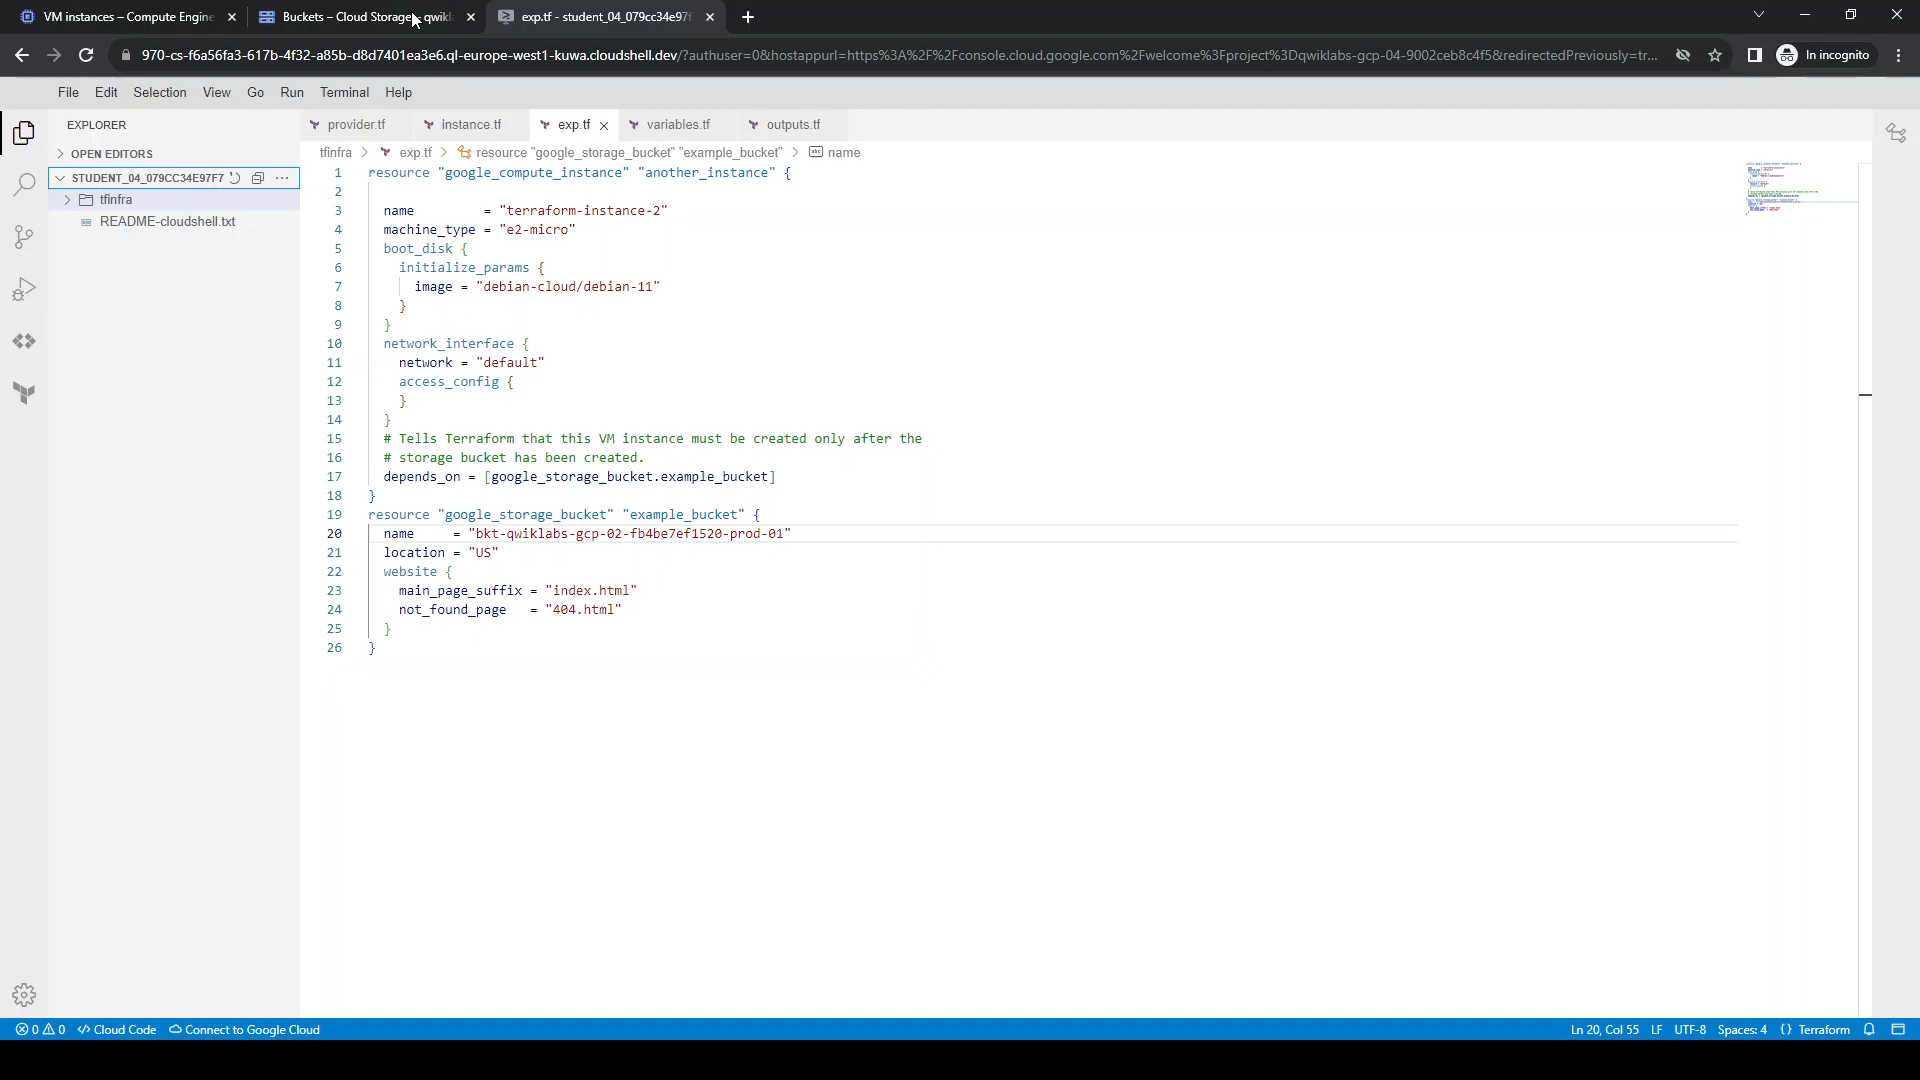 VM instances – Compute Engine
Buckets – Cloud Storage - qwikl
exp.tf - student_04_079cc34e97f
970-cs-f6a56fa3-617b-4f32-a85b-d8d7401ea3e6.ql-europe-west1-kuwa.cloudshell.dev/?authuser=0&hostappurl=https%3A%2F%2Fconsole.cloud.google.com%2Fwelcome%3Fproject%3Dqwiklabs-gcp-04-9002ceb8c4f5&redirectedPreviously=tr...
In incognito
File Edit Selection View Go Run Terminal Help
EXPLORER
provider.tf instance.tf exp.tf variables.tf outputs.tf
OPEN EDITORS
tfinfra > exp.tf > resource "google_storage_bucket" "example_bucket" > abc name
STUDENT_04_079CC34E97F7
tfinfra
README-cloudshell.txt
1 resource "google_compute_instance" "another_instance" {
2
3 name = "terraform-instance-2"
4 machine_type = "e2-micro"
5 boot_disk {
6 initialize_params {
7 image = "debian-cloud/debian-11"
8 }
9 }
10 network_interface {
11 network = "default"
12 access_config {
13 }
14 }
15 # Tells Terraform that this VM instance must be created only after the
16 # storage bucket has been created.
17 depends_on = [google_storage_bucket.example_bucket]
18 }
19 resource "google_storage_bucket" "example_bucket" {
20 name = "bkt-qwiklabs-gcp-02-fb4be7ef1520-prod-01"
21 location = "US"
22 website {
23 main_page_suffix = "index.html"
24 not_found_page = "404.html"
25 }
26 }
0 0 </> Cloud Code Connect to Google Cloud
Ln 20, Col 55 LF UTF-8 Spaces: 4 {} Terraform